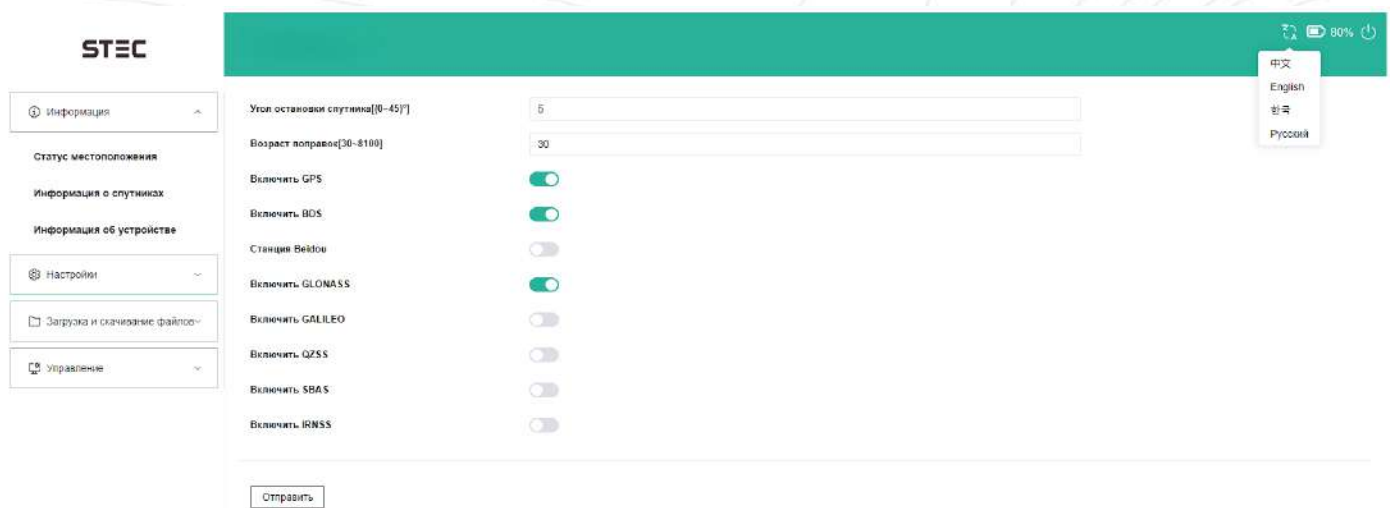 STEC
80%
中文
English
한국
Русский
Информация
Статус местоположения
Информация о спутниках
Информация об устройстве
Настройки
Загрузка и скачивание файлов
Управление
Угол остановки спутника[(0~45)°]
5
Возраст поправок[30~8100]
30
Включить GPS
Включить BDS
Станция Beidou
Включить GLONASS
Включить GALILEO
Включить QZSS
Включить SBAS
Включить IRNSS
Отправить